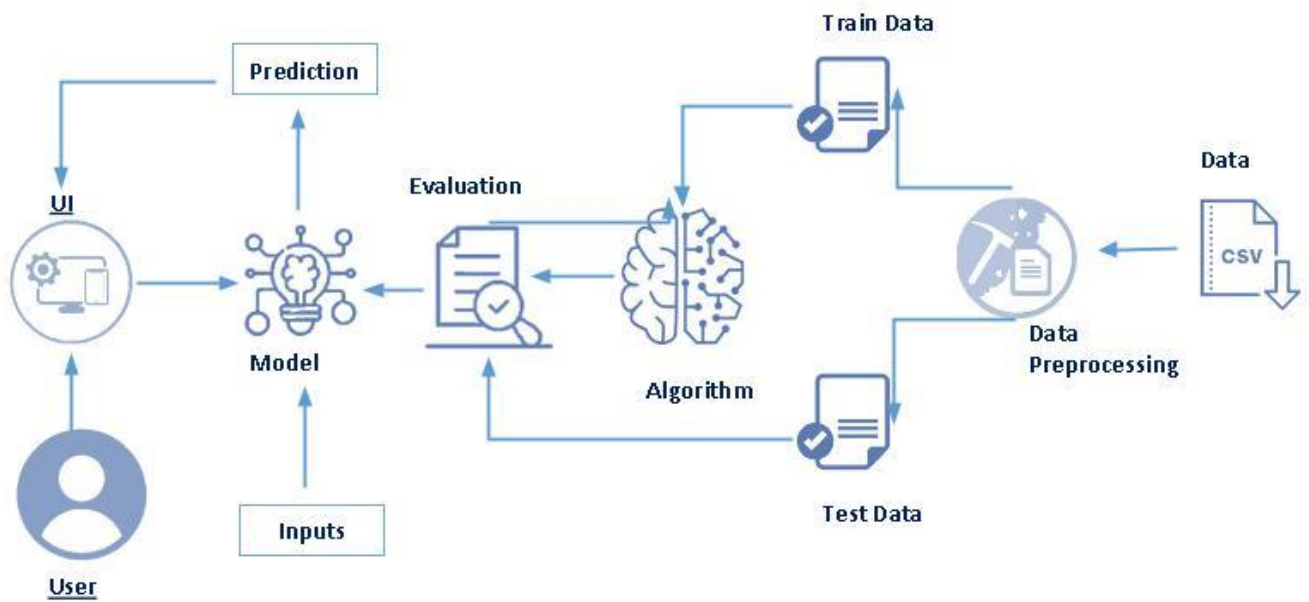 Train Data
Prediction
Data
Evaluation
UI
CSV
Data
Preprocessing
Model
Algorithm
Test Data
Inputs
User